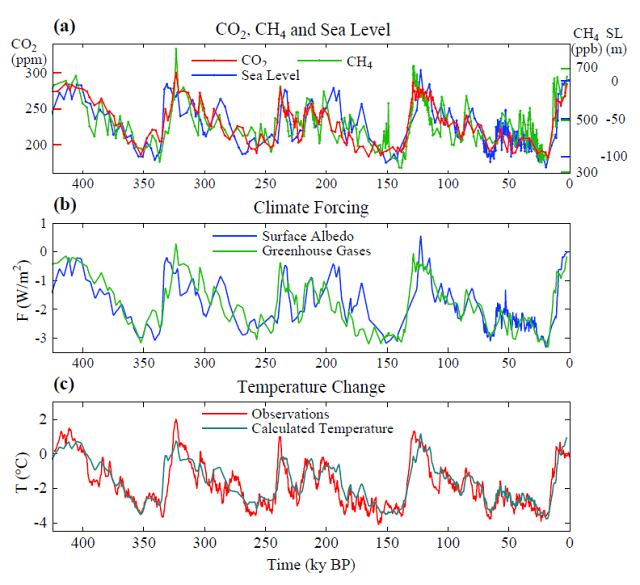 (a) CO2, CH4 and Sea Level
CO2 (ppm)
CH4 (ppb)
SL (m)
CO2 CH4
Sea Level
300
250
200
700
500
300
0
-50
-100
400 350 300 250 200 150 100 50 0
(b) Climate Forcing
Surface Albedo
Greenhouse Gases
F (W/m²)
1
0
-1
-2
-3
400 350 300 250 200 150 100 50 0
(c) Temperature Change
Observations
Calculated Temperature
T (°C)
2
0
-2
-4
400 350 300 250 200 150 100 50 0
Time (ky BP)